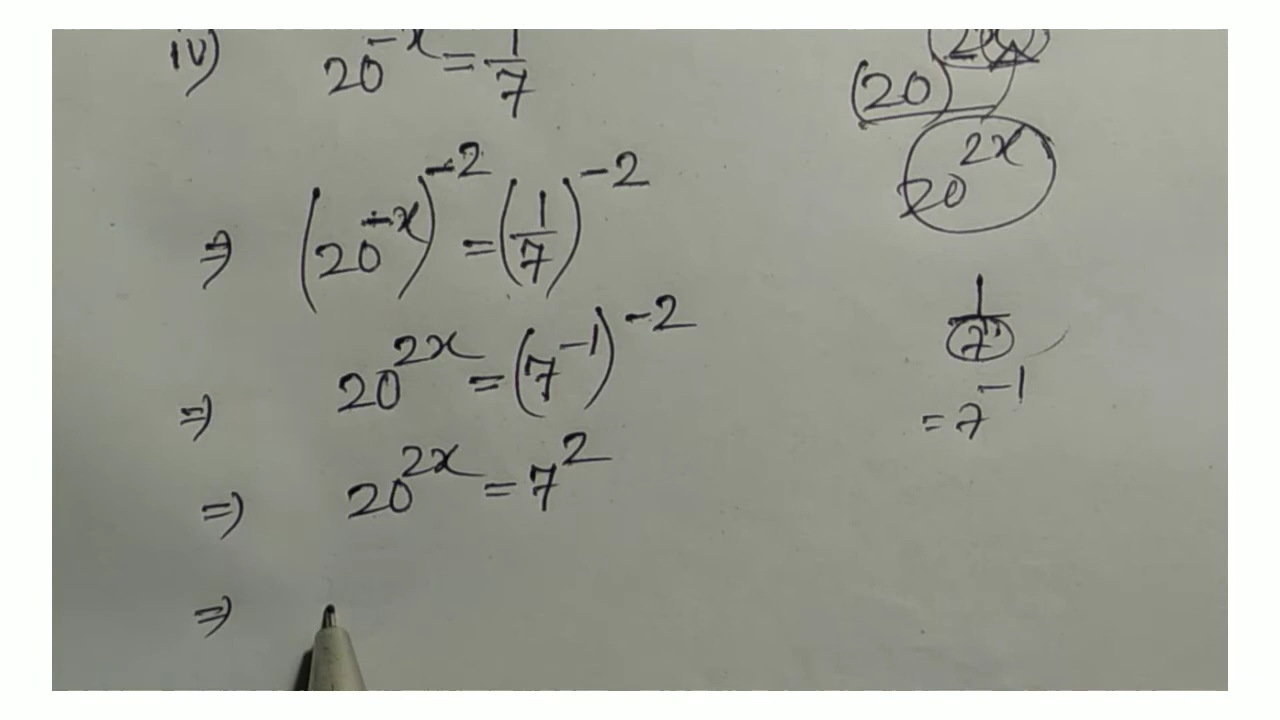 iv) 20^{-x} = 1/7
⇒ (20^{-x})^{-2} = (1/7)^{-2}
⇒ 20^{2x} = (7^{-1})^{-2}
⇒ 20^{2x} = 7^2
⇒
(20)
20^{2x}
1/7
= 7^{-1}